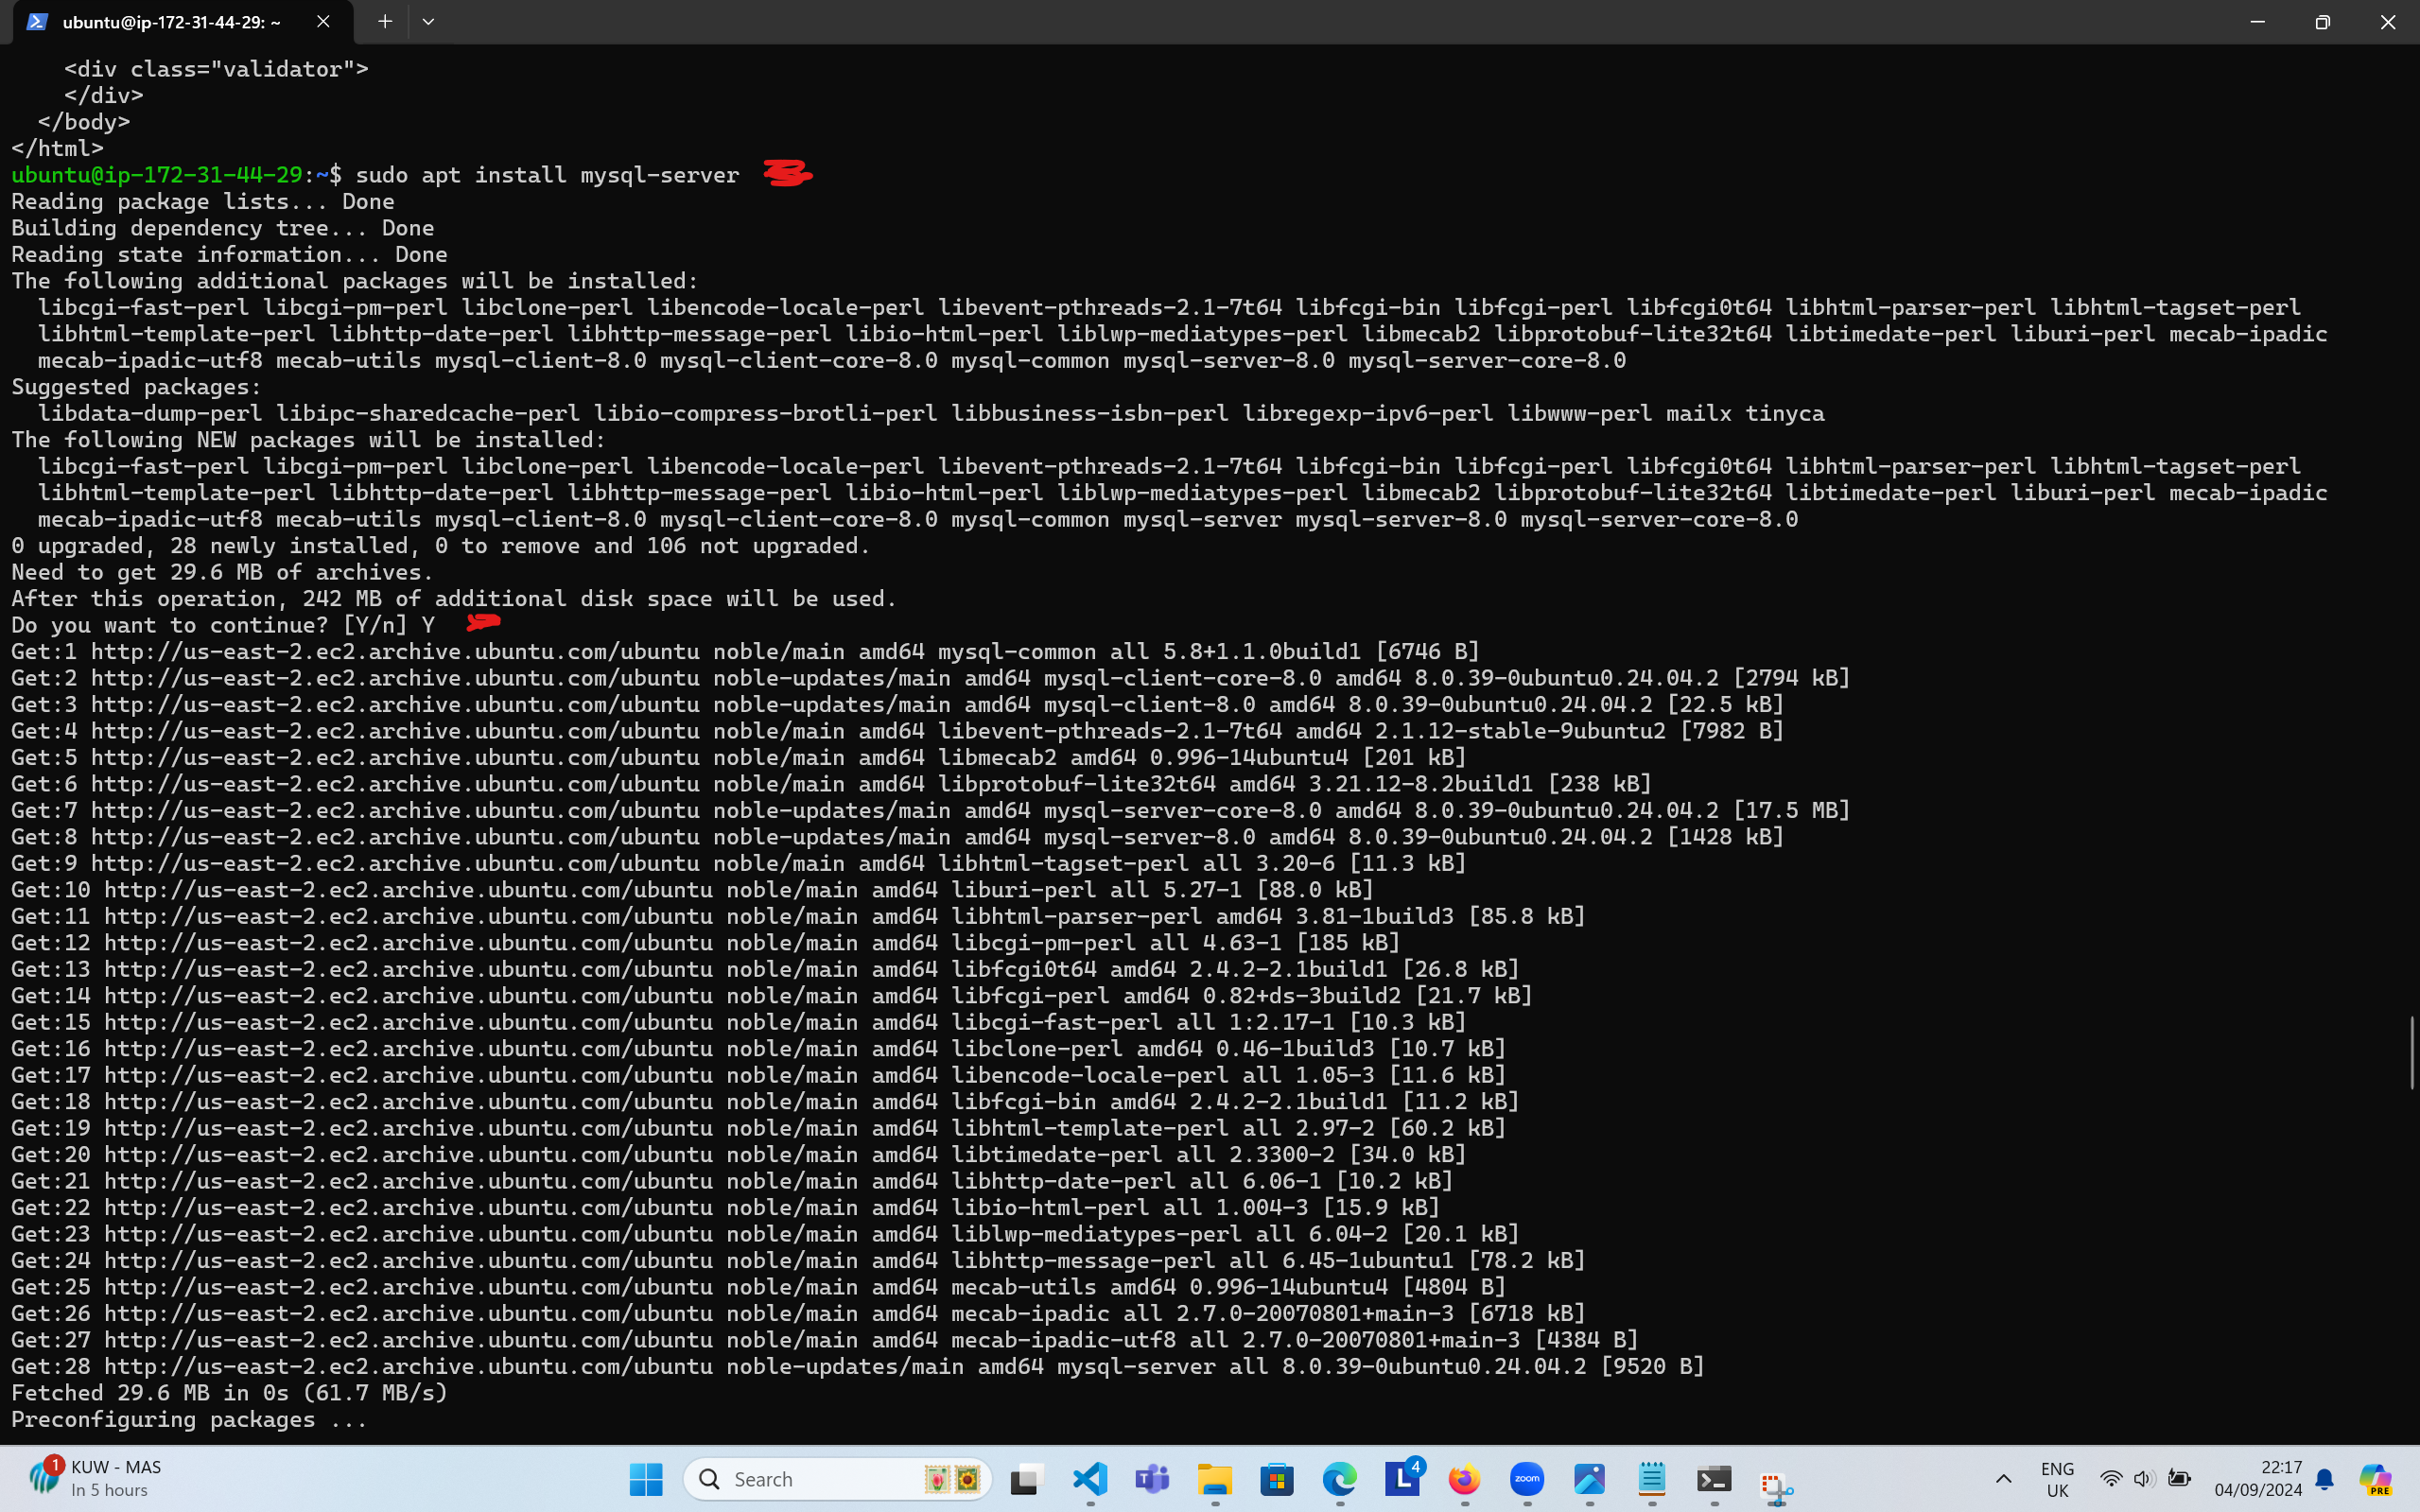 ubuntu@ip-172-31-44-29: ~
    <div class="validator">
    </div>
  </body>
</html>
ubuntu@ip-172-31-44-29:~$ sudo apt install mysql-server
Reading package lists... Done
Building dependency tree... Done
Reading state information... Done
The following additional packages will be installed:
  libcgi-fast-perl libcgi-pm-perl libclone-perl libencode-locale-perl libevent-pthreads-2.1-7t64 libfcgi-bin libfcgi-perl libfcgi0t64 libhtml-parser-perl libhtml-tagset-perl
  libhtml-template-perl libhttp-date-perl libhttp-message-perl libio-html-perl liblwp-mediatypes-perl libmecab2 libprotobuf-lite32t64 libtimedate-perl liburi-perl mecab-ipadic
  mecab-ipadic-utf8 mecab-utils mysql-client-8.0 mysql-client-core-8.0 mysql-common mysql-server-8.0 mysql-server-core-8.0
Suggested packages:
  libdata-dump-perl libipc-sharedcache-perl libio-compress-brotli-perl libbusiness-isbn-perl libregexp-ipv6-perl libwww-perl mailx tinyca
The following NEW packages will be installed:
  libcgi-fast-perl libcgi-pm-perl libclone-perl libencode-locale-perl libevent-pthreads-2.1-7t64 libfcgi-bin libfcgi-perl libfcgi0t64 libhtml-parser-perl libhtml-tagset-perl
  libhtml-template-perl libhttp-date-perl libhttp-message-perl libio-html-perl liblwp-mediatypes-perl libmecab2 libprotobuf-lite32t64 libtimedate-perl liburi-perl mecab-ipadic
  mecab-ipadic-utf8 mecab-utils mysql-client-8.0 mysql-client-core-8.0 mysql-common mysql-server mysql-server-8.0 mysql-server-core-8.0
0 upgraded, 28 newly installed, 0 to remove and 106 not upgraded.
Need to get 29.6 MB of archives.
After this operation, 242 MB of additional disk space will be used.
Do you want to continue? [Y/n] Y
Get:1 http://us-east-2.ec2.archive.ubuntu.com/ubuntu noble/main amd64 mysql-common all 5.8+1.1.0build1 [6746 B]
Get:2 http://us-east-2.ec2.archive.ubuntu.com/ubuntu noble-updates/main amd64 mysql-client-core-8.0 amd64 8.0.39-0ubuntu0.24.04.2 [2794 kB]
Get:3 http://us-east-2.ec2.archive.ubuntu.com/ubuntu noble-updates/main amd64 mysql-client-8.0 amd64 8.0.39-0ubuntu0.24.04.2 [22.5 kB]
Get:4 http://us-east-2.ec2.archive.ubuntu.com/ubuntu noble/main amd64 libevent-pthreads-2.1-7t64 amd64 2.1.12-stable-9ubuntu2 [7982 B]
Get:5 http://us-east-2.ec2.archive.ubuntu.com/ubuntu noble/main amd64 libmecab2 amd64 0.996-14ubuntu4 [201 kB]
Get:6 http://us-east-2.ec2.archive.ubuntu.com/ubuntu noble/main amd64 libprotobuf-lite32t64 amd64 3.21.12-8.2build1 [238 kB]
Get:7 http://us-east-2.ec2.archive.ubuntu.com/ubuntu noble-updates/main amd64 mysql-server-core-8.0 amd64 8.0.39-0ubuntu0.24.04.2 [17.5 MB]
Get:8 http://us-east-2.ec2.archive.ubuntu.com/ubuntu noble-updates/main amd64 mysql-server-8.0 amd64 8.0.39-0ubuntu0.24.04.2 [1428 kB]
Get:9 http://us-east-2.ec2.archive.ubuntu.com/ubuntu noble/main amd64 libhtml-tagset-perl all 3.20-6 [11.3 kB]
Get:10 http://us-east-2.ec2.archive.ubuntu.com/ubuntu noble/main amd64 liburi-perl all 5.27-1 [88.0 kB]
Get:11 http://us-east-2.ec2.archive.ubuntu.com/ubuntu noble/main amd64 libhtml-parser-perl amd64 3.81-1build3 [85.8 kB]
Get:12 http://us-east-2.ec2.archive.ubuntu.com/ubuntu noble/main amd64 libcgi-pm-perl all 4.63-1 [185 kB]
Get:13 http://us-east-2.ec2.archive.ubuntu.com/ubuntu noble/main amd64 libfcgi0t64 amd64 2.4.2-2.1build1 [26.8 kB]
Get:14 http://us-east-2.ec2.archive.ubuntu.com/ubuntu noble/main amd64 libfcgi-perl amd64 0.82+ds-3build2 [21.7 kB]
Get:15 http://us-east-2.ec2.archive.ubuntu.com/ubuntu noble/main amd64 libcgi-fast-perl all 1:2.17-1 [10.3 kB]
Get:16 http://us-east-2.ec2.archive.ubuntu.com/ubuntu noble/main amd64 libclone-perl amd64 0.46-1build3 [10.7 kB]
Get:17 http://us-east-2.ec2.archive.ubuntu.com/ubuntu noble/main amd64 libencode-locale-perl all 1.05-3 [11.6 kB]
Get:18 http://us-east-2.ec2.archive.ubuntu.com/ubuntu noble/main amd64 libfcgi-bin amd64 2.4.2-2.1build1 [11.2 kB]
Get:19 http://us-east-2.ec2.archive.ubuntu.com/ubuntu noble/main amd64 libhtml-template-perl all 2.97-2 [60.2 kB]
Get:20 http://us-east-2.ec2.archive.ubuntu.com/ubuntu noble/main amd64 libtimedate-perl all 2.3300-2 [34.0 kB]
Get:21 http://us-east-2.ec2.archive.ubuntu.com/ubuntu noble/main amd64 libhttp-date-perl all 6.06-1 [10.2 kB]
Get:22 http://us-east-2.ec2.archive.ubuntu.com/ubuntu noble/main amd64 libio-html-perl all 1.004-3 [15.9 kB]
Get:23 http://us-east-2.ec2.archive.ubuntu.com/ubuntu noble/main amd64 liblwp-mediatypes-perl all 6.04-2 [20.1 kB]
Get:24 http://us-east-2.ec2.archive.ubuntu.com/ubuntu noble/main amd64 libhttp-message-perl all 6.45-1ubuntu1 [78.2 kB]
Get:25 http://us-east-2.ec2.archive.ubuntu.com/ubuntu noble/main amd64 mecab-utils amd64 0.996-14ubuntu4 [4804 B]
Get:26 http://us-east-2.ec2.archive.ubuntu.com/ubuntu noble/main amd64 mecab-ipadic all 2.7.0-20070801+main-3 [6718 kB]
Get:27 http://us-east-2.ec2.archive.ubuntu.com/ubuntu noble/main amd64 mecab-ipadic-utf8 all 2.7.0-20070801+main-3 [4384 B]
Get:28 http://us-east-2.ec2.archive.ubuntu.com/ubuntu noble-updates/main amd64 mysql-server all 8.0.39-0ubuntu0.24.04.2 [9520 B]
Fetched 29.6 MB in 0s (61.7 MB/s)
Preconfiguring packages ...
1
KUW - MAS
In 5 hours
Search
L
4
zoom
ENG
UK
22:17
04/09/2024
PRE